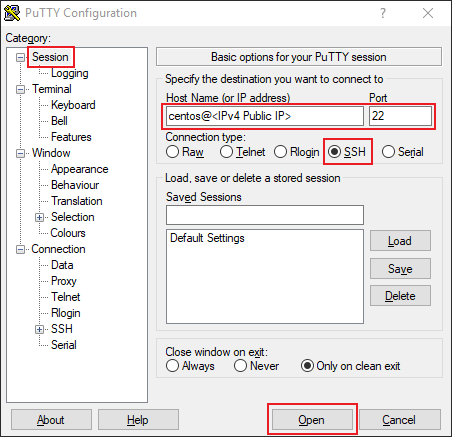 PuTTY Configuration
?
Category:
Session
Logging
Terminal
Keyboard
Bell
Features
Window
Appearance
Behaviour
Translation
Selection
Colours
Connection
Data
Proxy
Telnet
Rlogin
SSH
Serial
Basic options for your PuTTY session
Specify the destination you want to connect to
Host Name (or IP address) Port
centos@<IPv4 Public IP> 22
Connection type:
Raw Telnet Rlogin SSH Serial
Load, save or delete a stored session
Saved Sessions
Default Settings
Load
Save
Delete
Close window on exit:
Always Never Only on clean exit
About Help Open Cancel